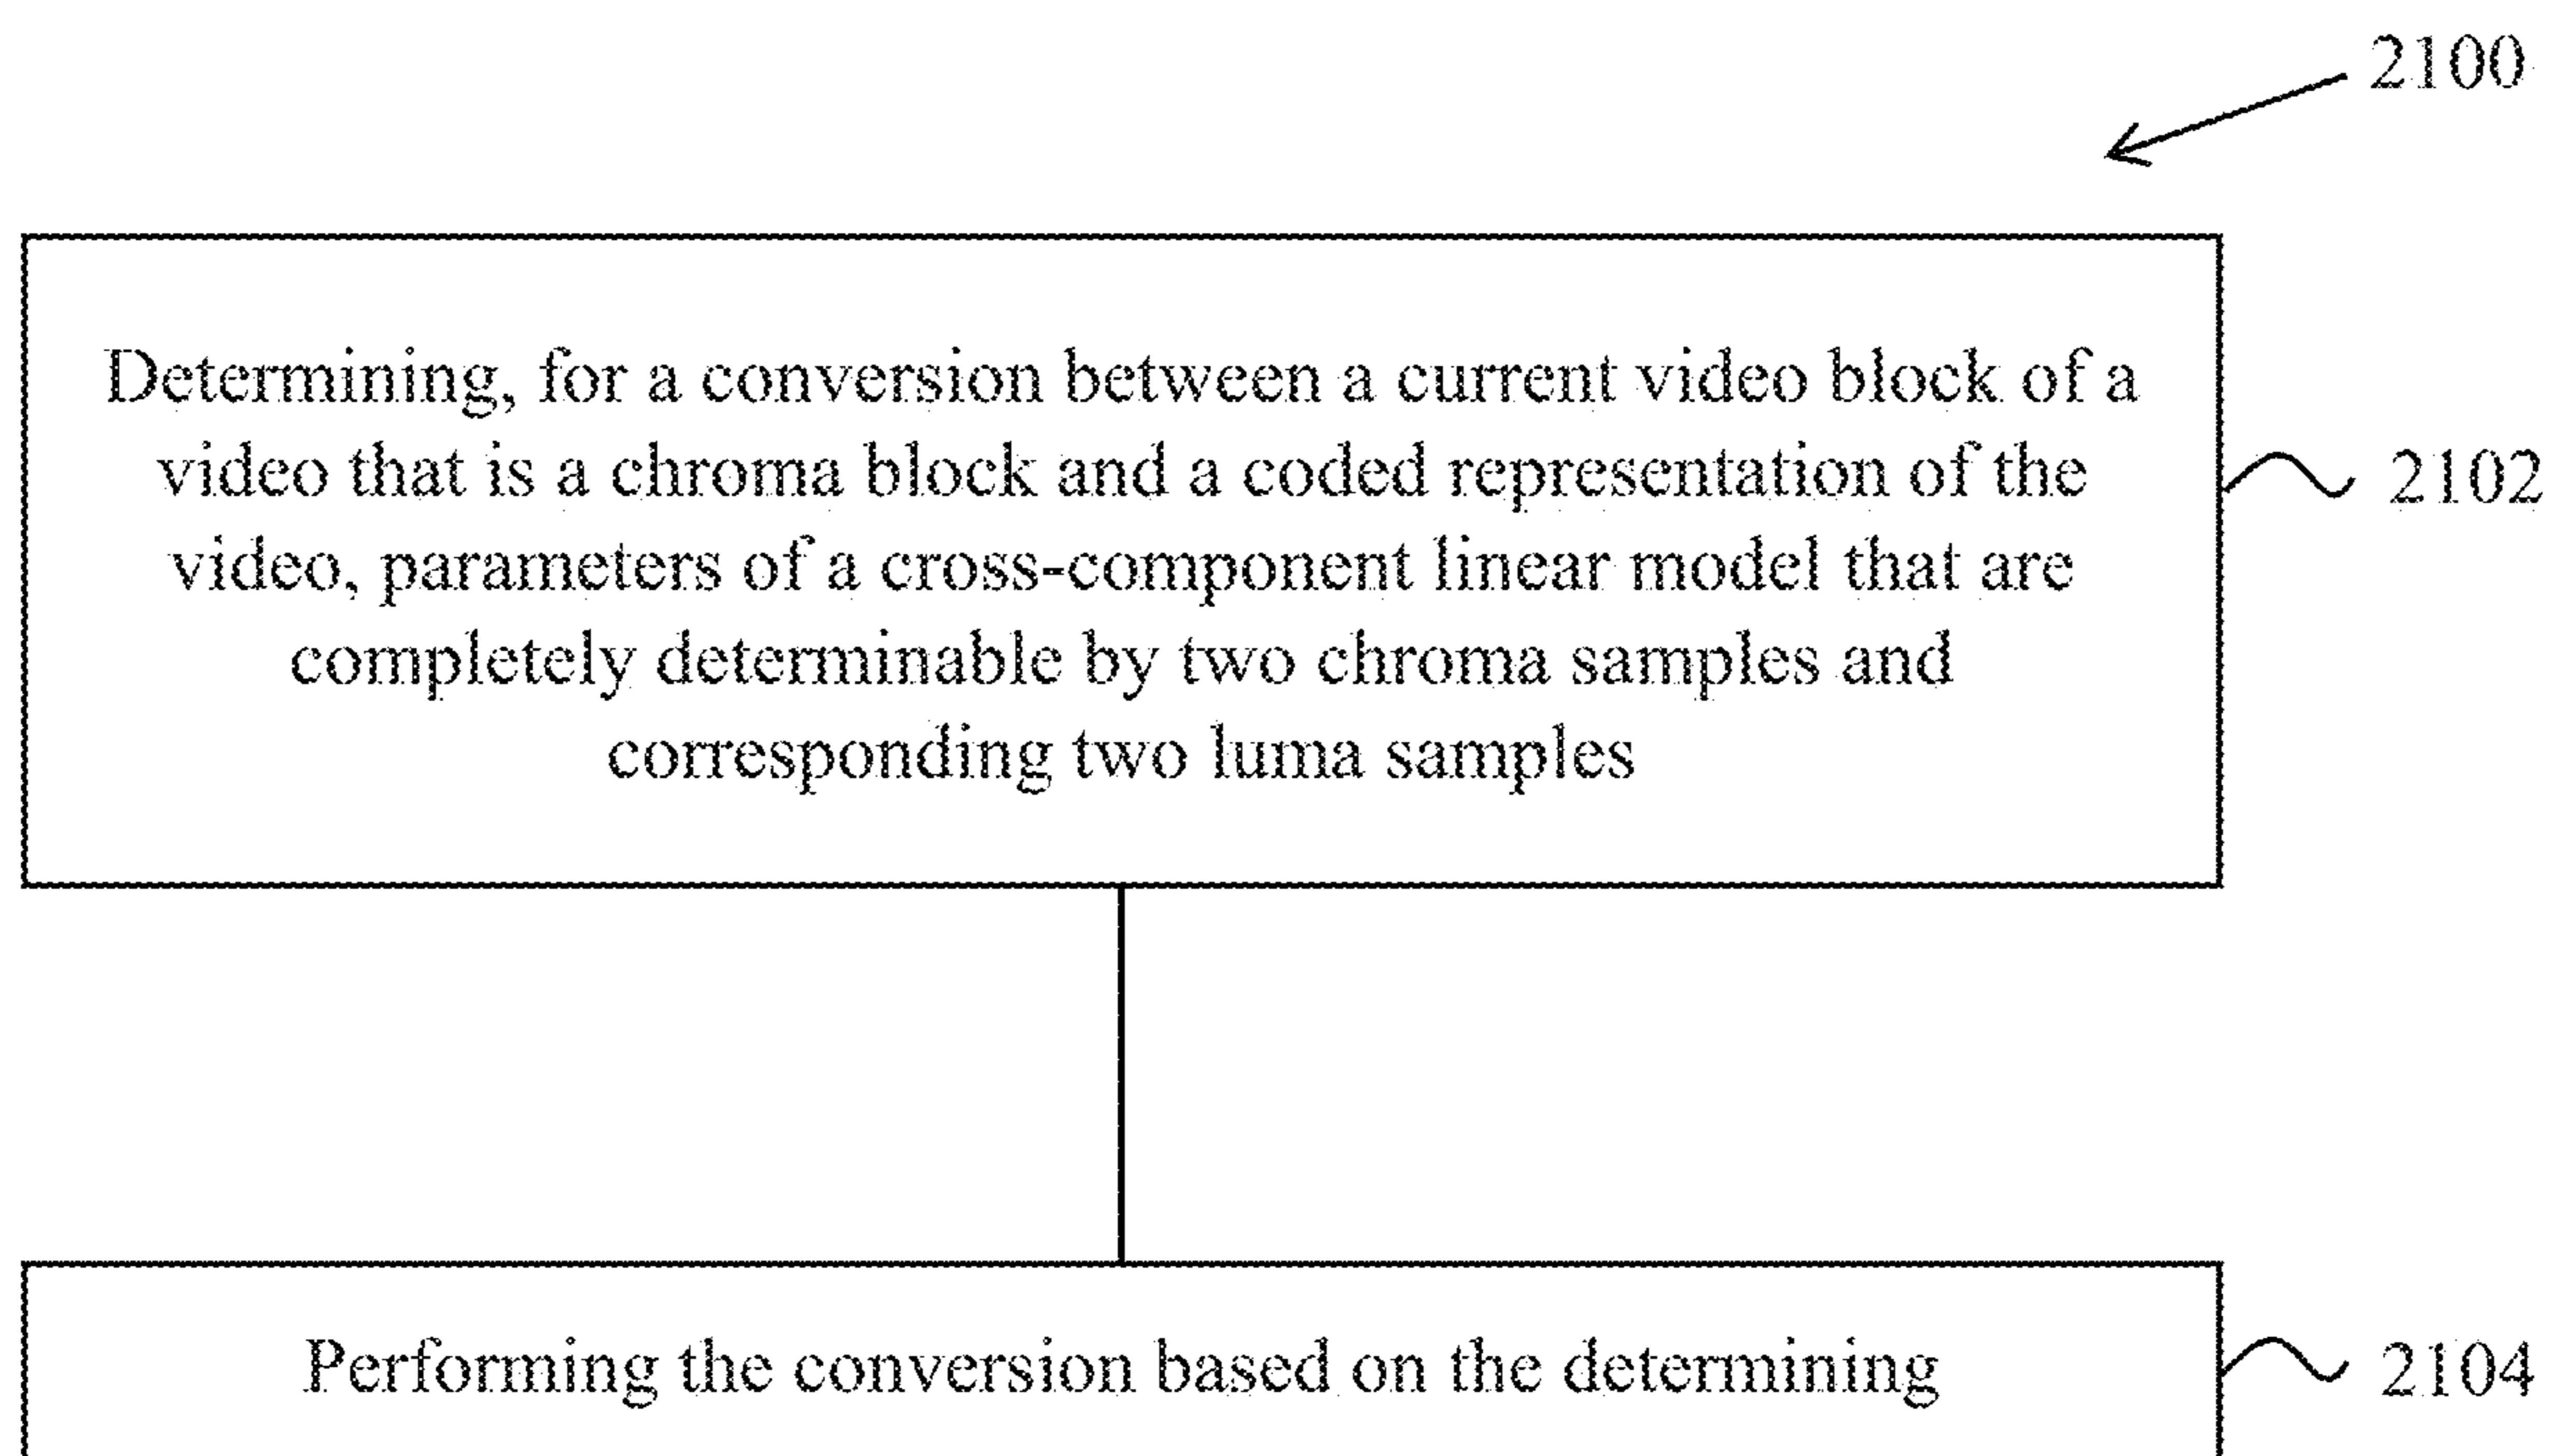 2100
Determining, for a conversion between a current video block of a
video that is a chroma block and a coded representation of the
video, parameters of a cross-component linear model that are
completely determinable by two chroma samples and
corresponding two luma samples
2102
Performing the conversion based on the determining
2104